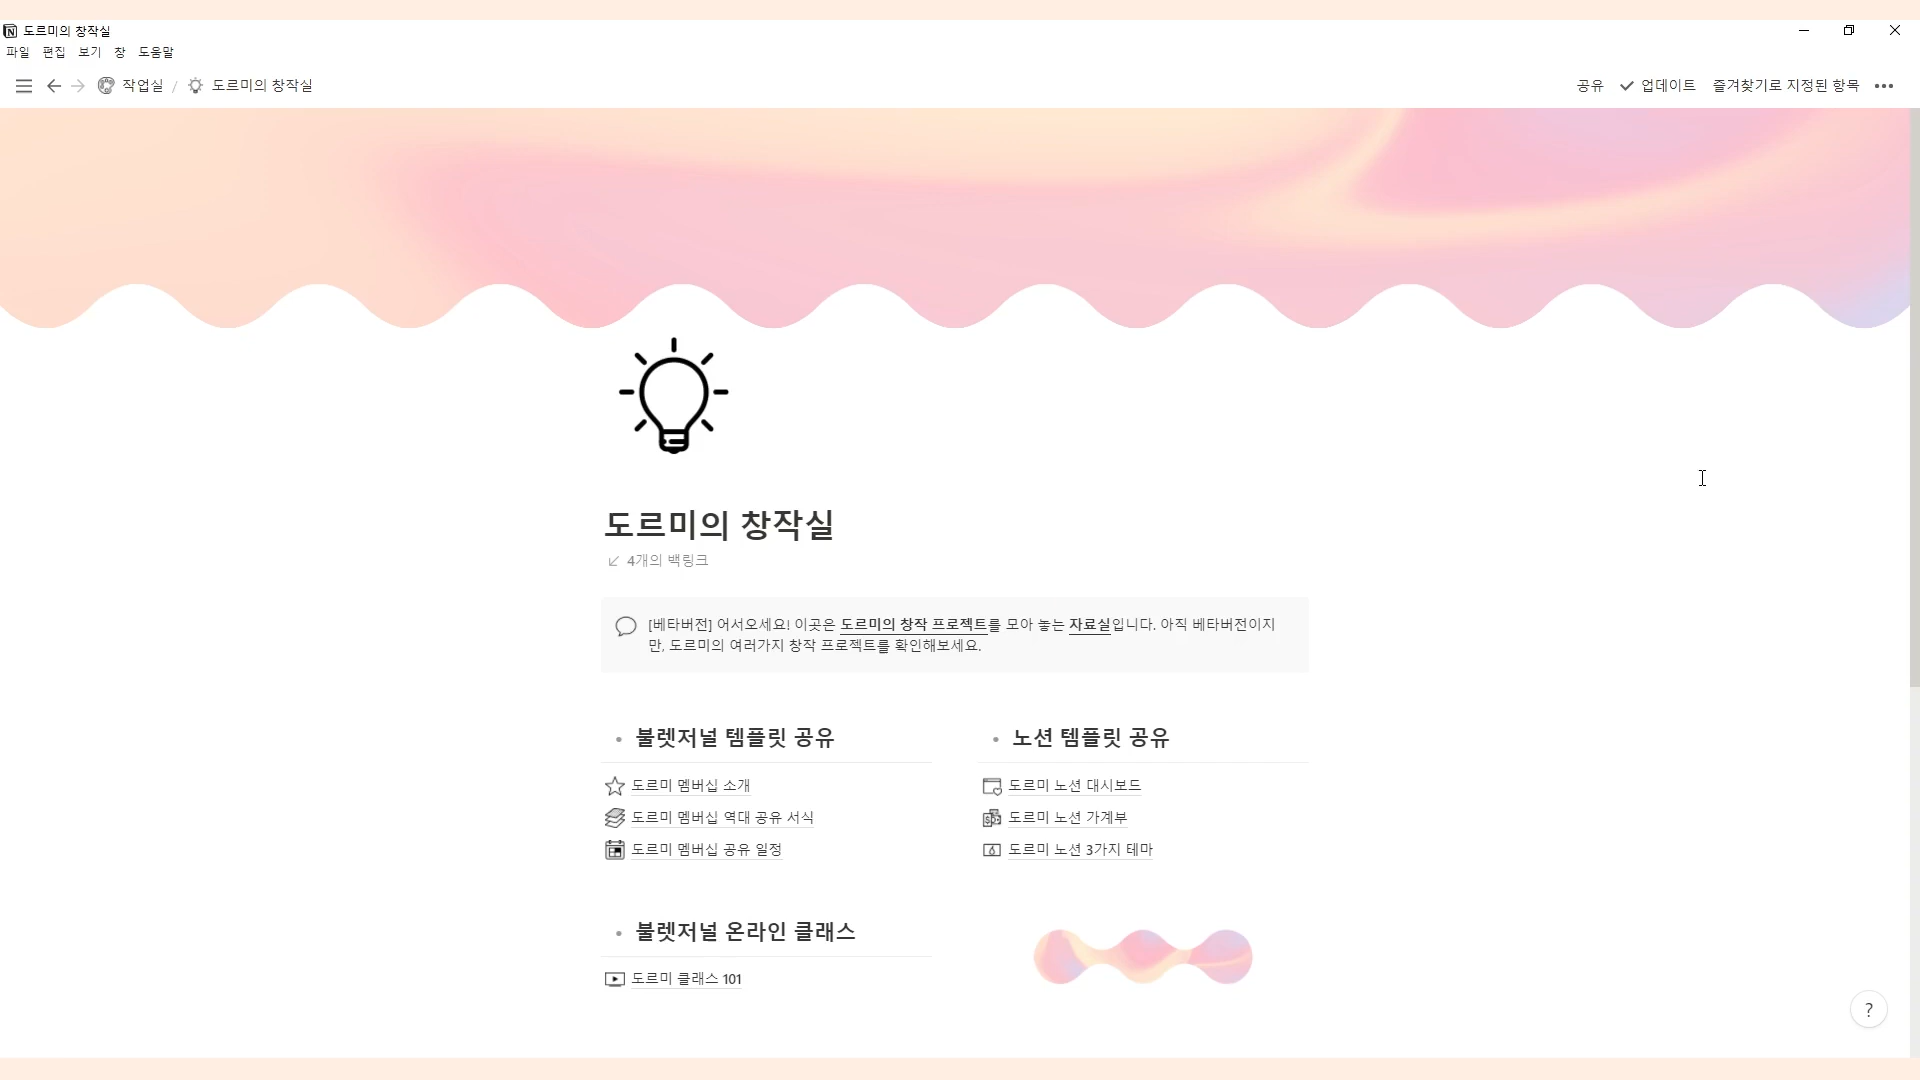 도르미의 창작실
파일 편집 보기 창 도움말
작업실 / 도르미의 창작실
공유 업데이트 즐겨찾기로 지정된 항목
도르미의 창작실
4개의 백링크
[베타버전] 어서오세요! 이곳은 도르미의 창작 프로젝트를 모아 놓는 자료실입니다. 아직 베타버전이지
만, 도르미의 여러가지 창작 프로젝트를 확인해보세요.
• 불렛저널 템플릿 공유
도르미 멤버십 소개
도르미 멤버십 역대 공유 서식
도르미 멤버십 공유 일정
• 노션 템플릿 공유
도르미 노션 대시보드
도르미 노션 가계부
도르미 노션 3가지 테마
• 불렛저널 온라인 클래스
도르미 클래스 101
?